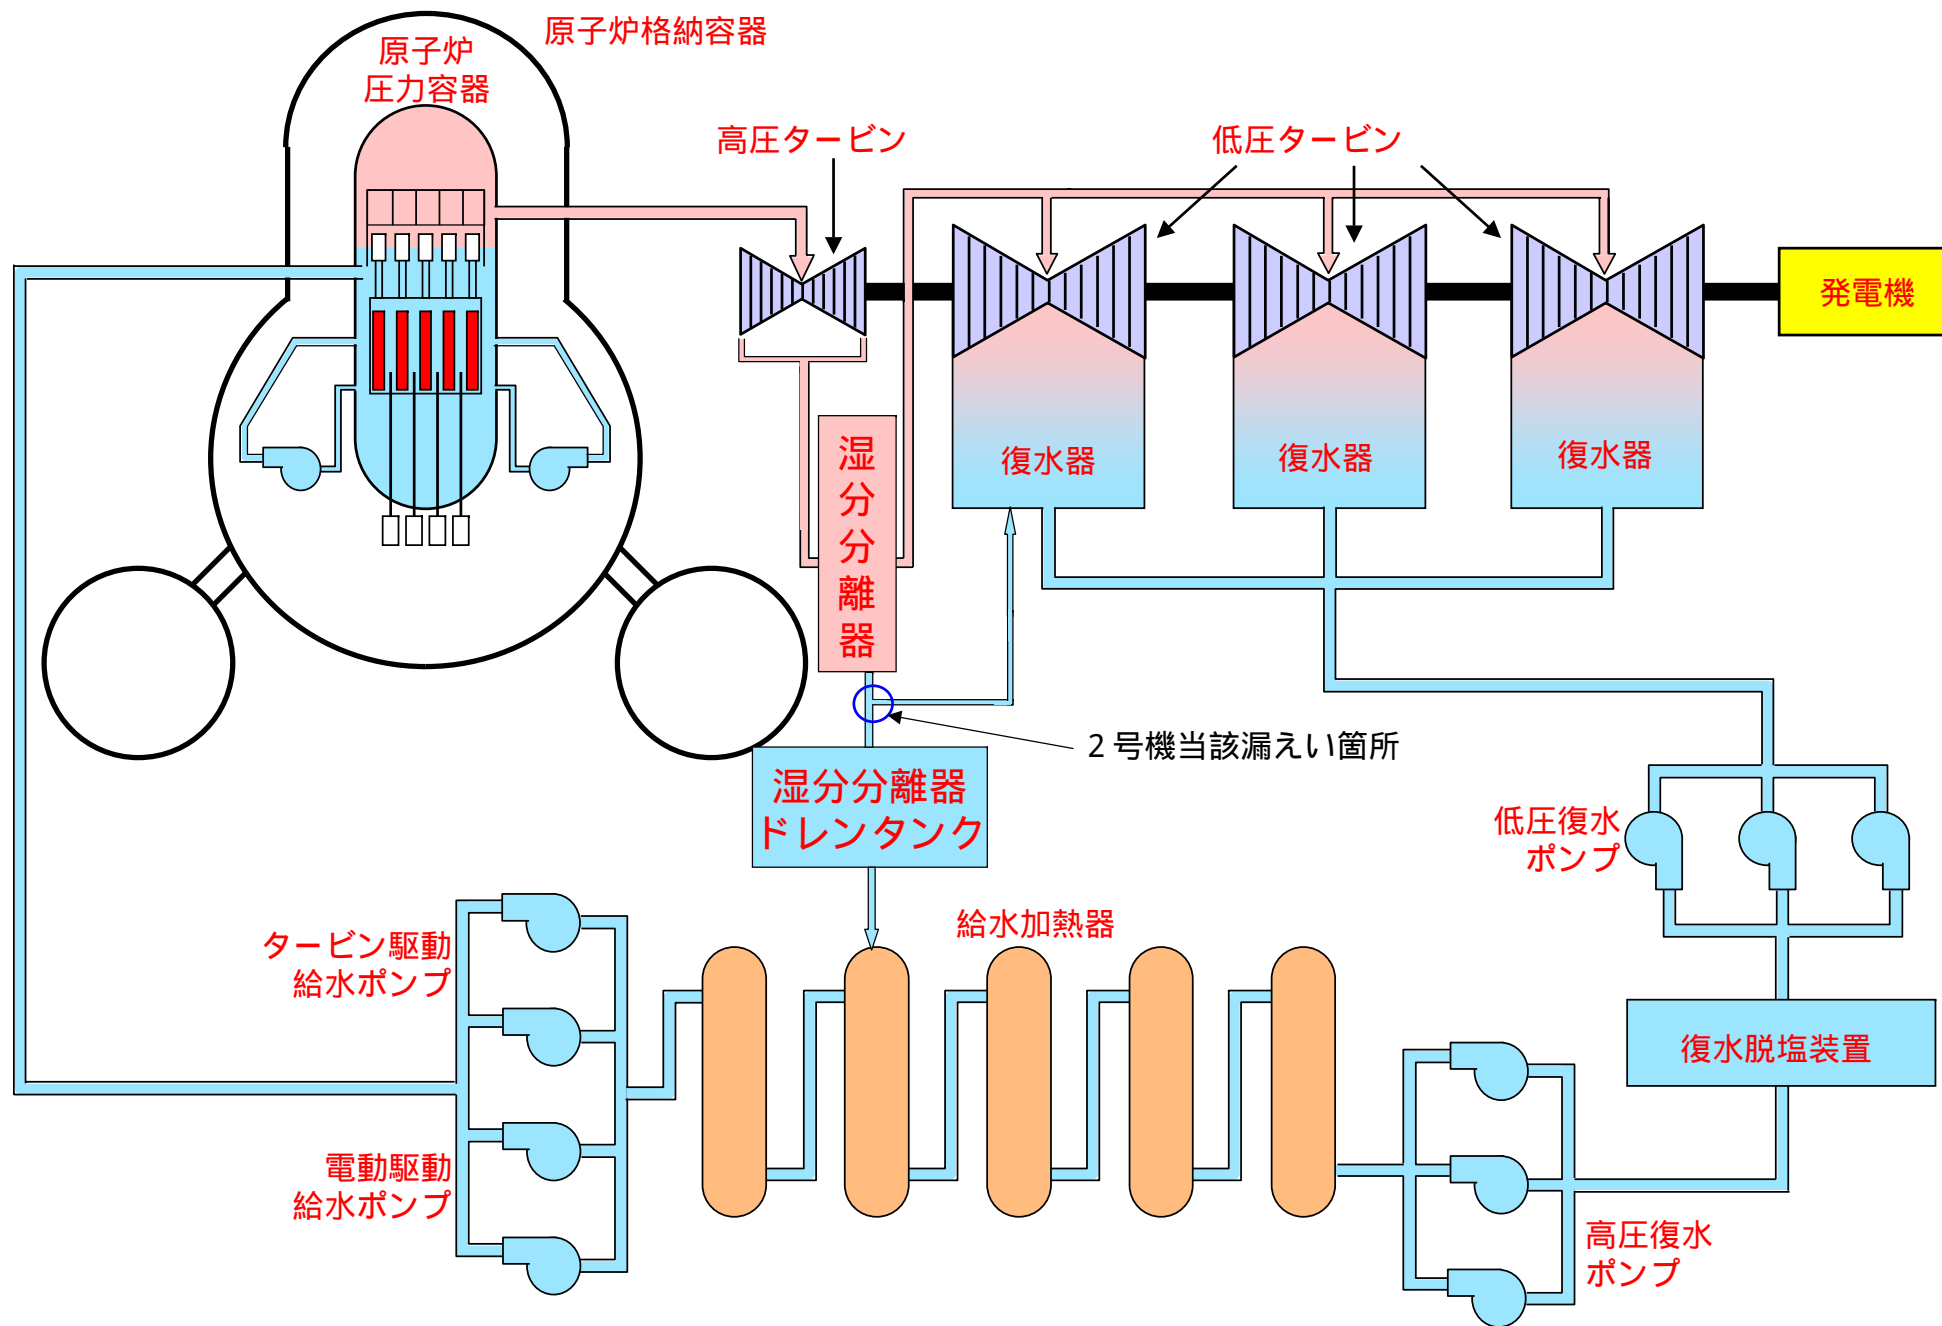 原子炉格納容器
原子炉
圧力容器
高圧タービン
低圧タービン
発電機
湿
分
分
離
器
復水器
復水器
復水器
2号機当該漏えい箇所
湿分分離器
ドレンタンク
低圧復水
ポンプ
給水加熱器
タービン駆動
給水ポンプ
復水脱塩装置
電動駆動
給水ポンプ
高圧復水
ポンプ